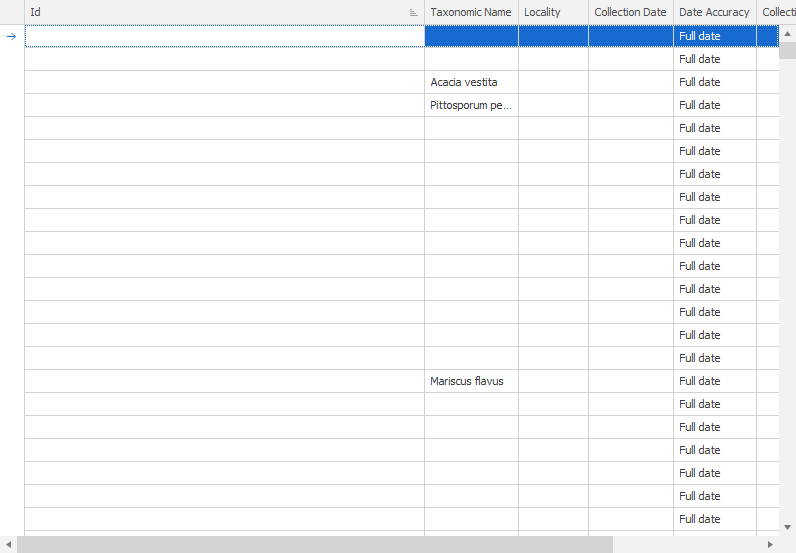 Id Taxonomic Name Locality Collection Date Date Accuracy Collecti
Full date
Full date
Acacia vestita Full date
Pittosporum pe... Full date
Full date
Full date
Full date
Full date
Full date
Full date
Full date
Full date
Full date
Full date
Full date
Mariscus flavus Full date
Full date
Full date
Full date
Full date
Full date
Full date